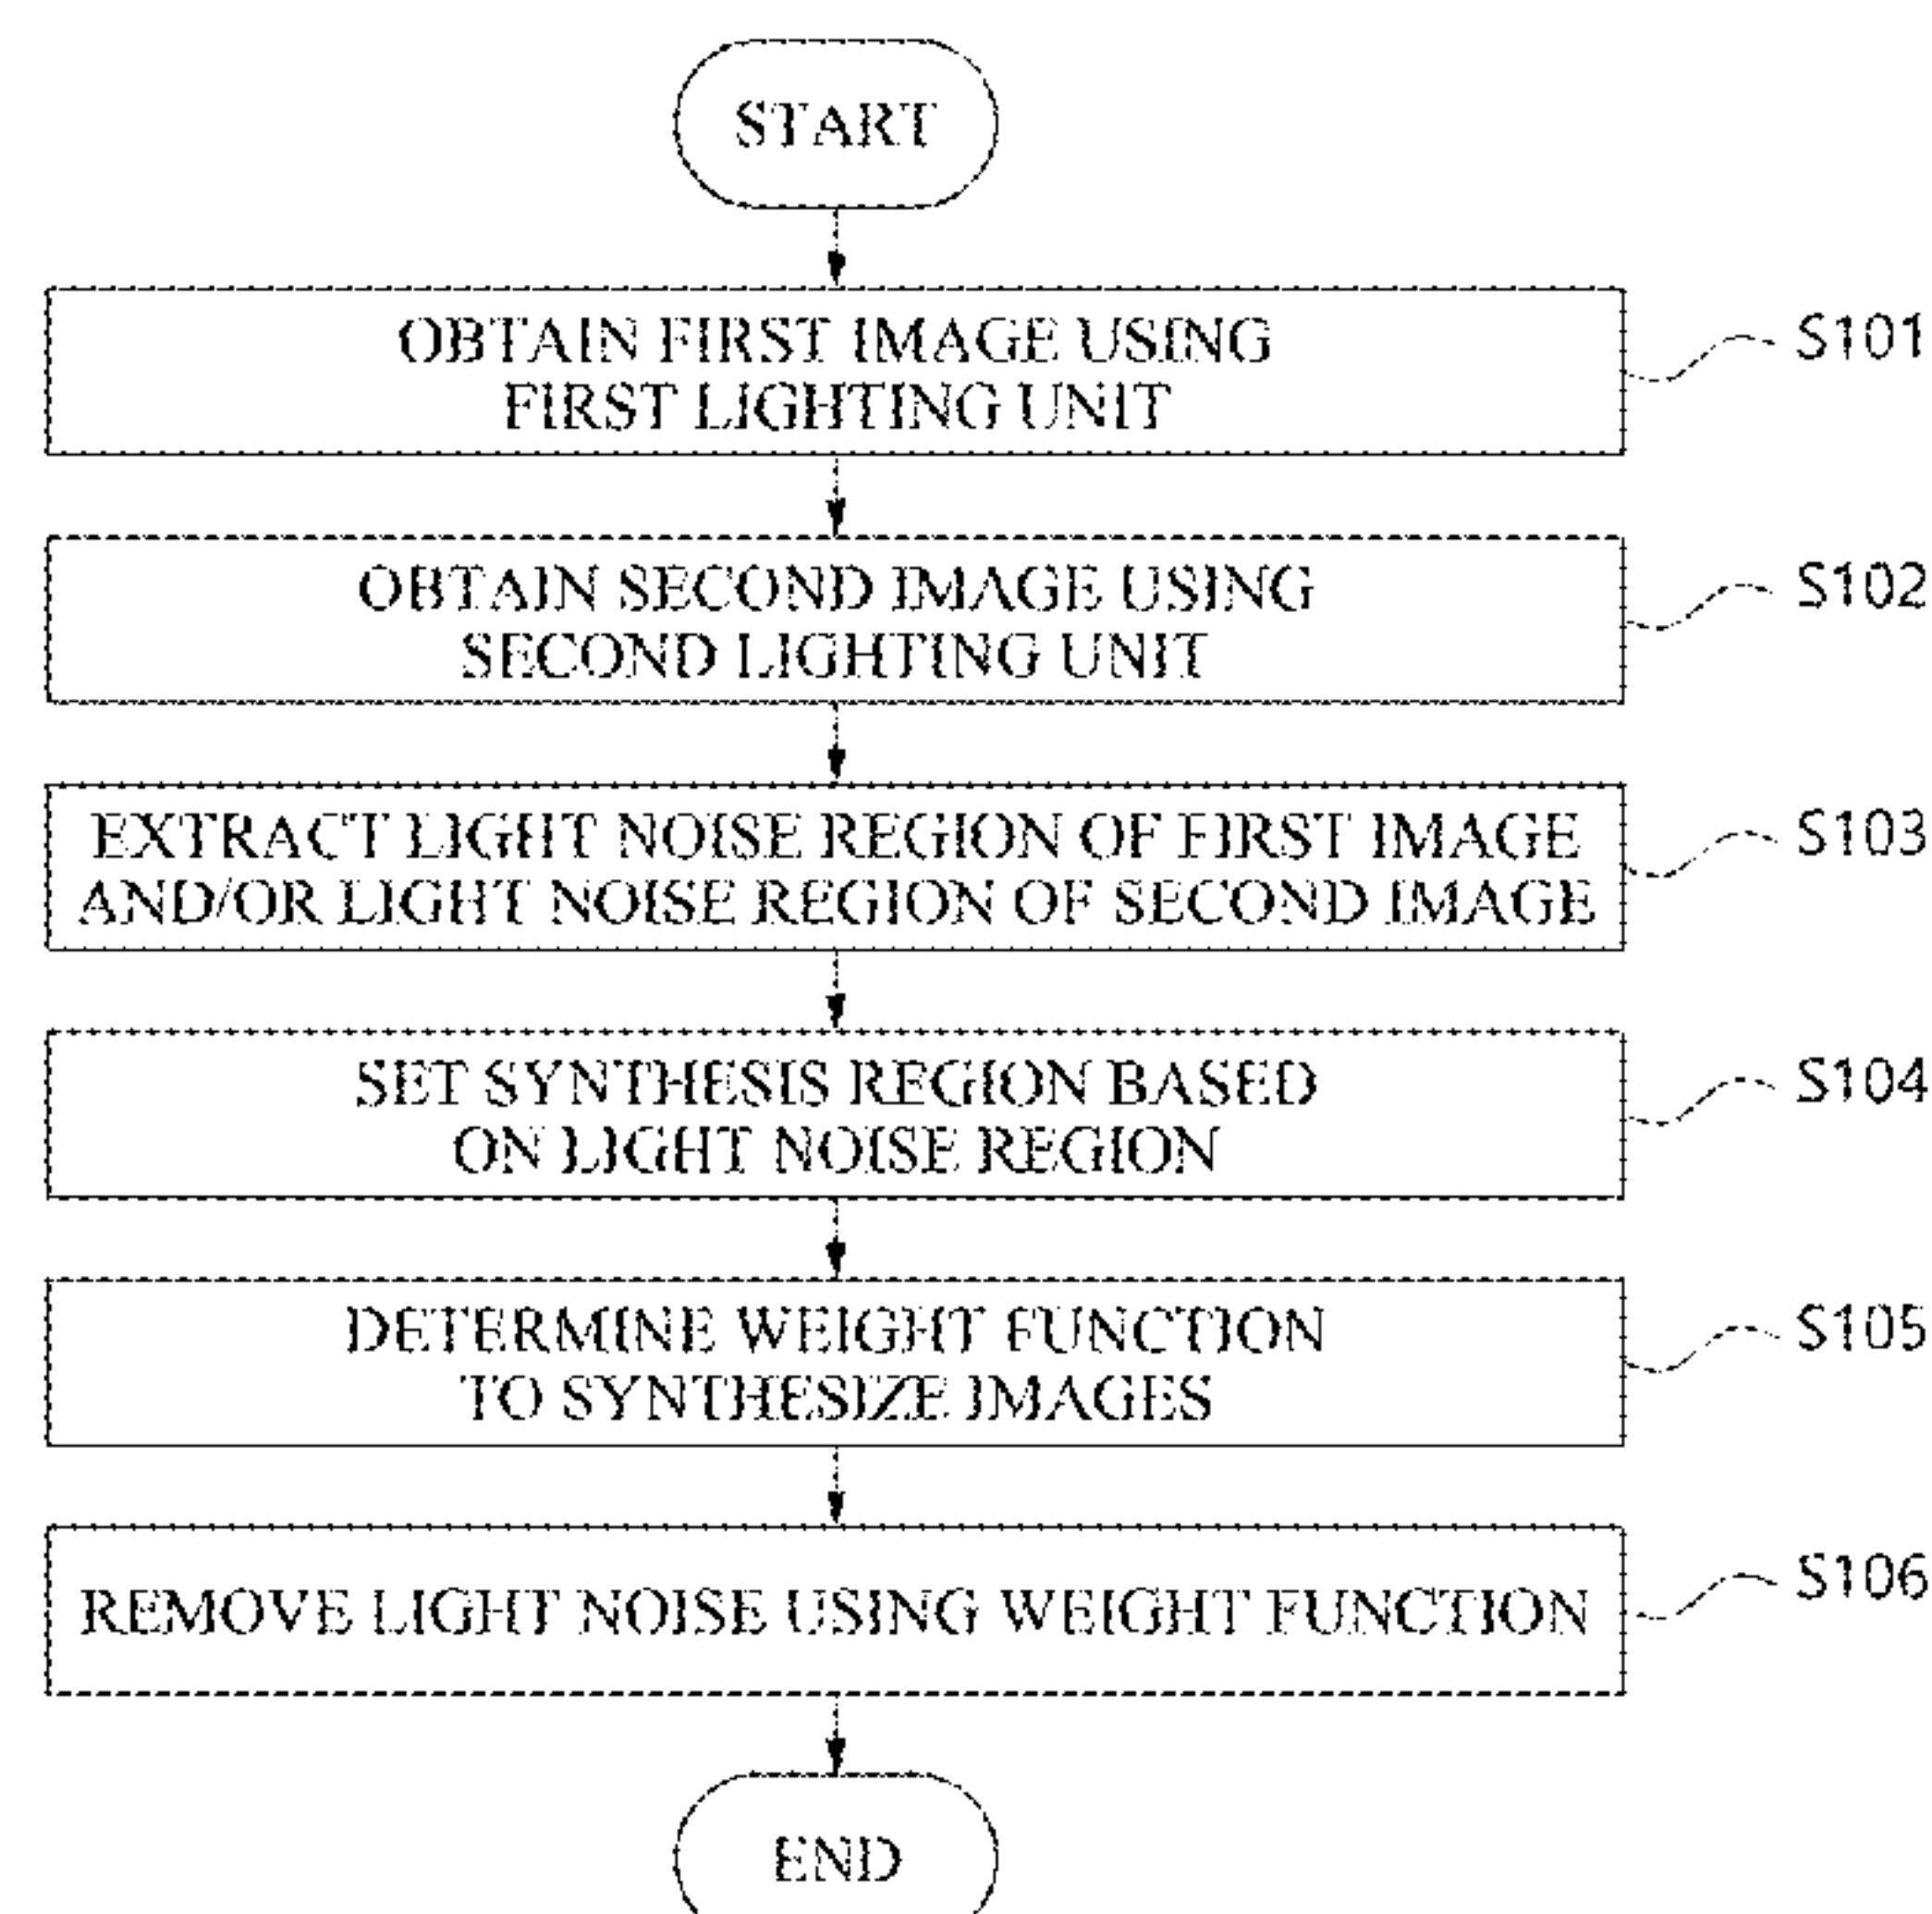 START
OBTAIN FIRST IMAGE USING
FIRST LIGHTING UNIT
S101
OBTAIN SECOND IMAGE USING
SECOND LIGHTING UNIT
S102
EXTRACT LIGHT NOISE REGION OF FIRST IMAGE
AND/OR LIGHT NOISE REGION OF SECOND IMAGE
S103
SET SYNTHESIS REGION BASED
ON LIGHT NOISE REGION
S104
DETERMINE WEIGHT FUNCTION
TO SYNTHESIZE IMAGES
S105
REMOVE LIGHT NOISE USING WEIGHT FUNCTION
S106
END